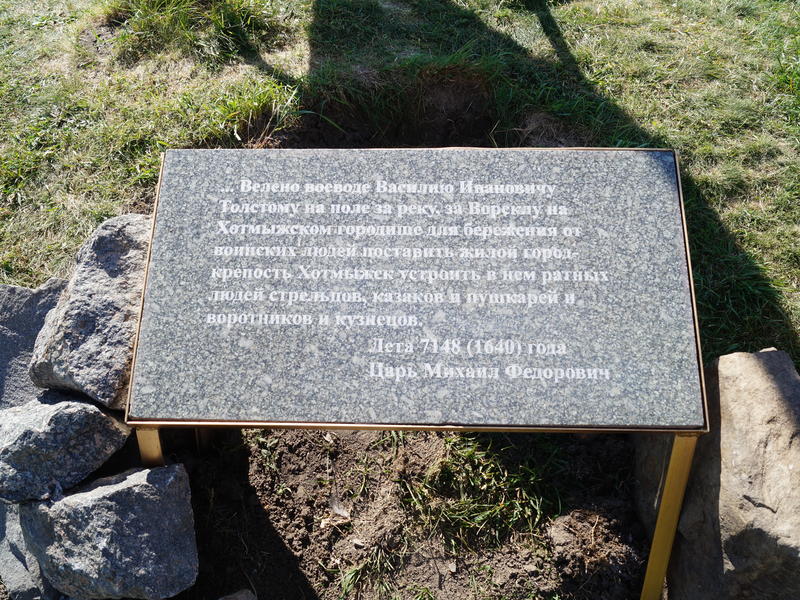 ... Велено воеводе Василию Ивановичу
Толстому на поле за реку, за Ворсклу на
Хотмыжском городище для бережения от
воинских людей поставить жилой город-
крепость Хотмыжск устроить в нем ратных
людей стрельцов, казаков и пушкарей и
воротников и кузнецов.
Лета 7148 (1640) года
Царь Михаил Федорович